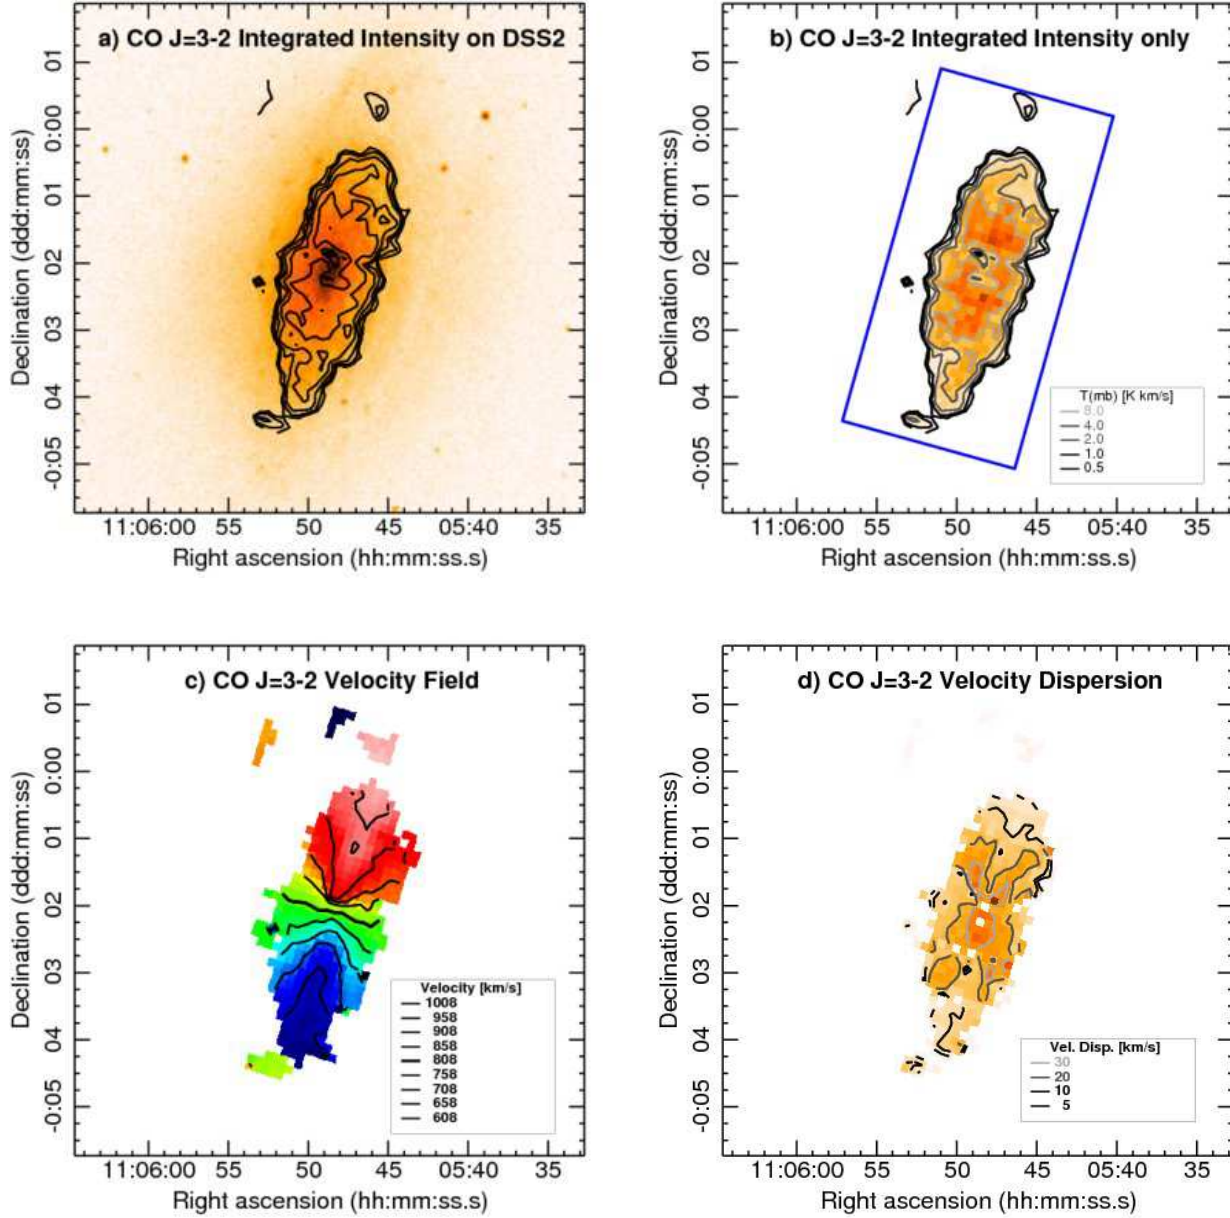 a) CO J=3-2 Integrated Intensity on DSS2
01
0:00
01
02
03
04
-0:05
Declination (ddd:mm:ss)
11:06:00 55 50 45 05:40 35
Right ascension (hh:mm:ss.s)
b) CO J=3-2 Integrated Intensity only
01
0:00
01
02
03
04
-0:05
Declination (ddd:mm:ss)
T(mb) [K km/s]
8.0
4.0
2.0
1.0
0.5
11:06:00 55 50 45 05:40 35
Right ascension (hh:mm:ss.s)
c) CO J=3-2 Velocity Field
01
0:00
01
02
03
04
-0:05
Declination (ddd:mm:ss)
Velocity [km/s]
1008
958
908
858
808
758
708
658
608
11:06:00 55 50 45 05:40 35
Right ascension (hh:mm:ss.s)
d) CO J=3-2 Velocity Dispersion
01
0:00
01
02
03
04
-0:05
Declination (ddd:mm:ss)
Vel. Disp. [km/s]
30
20
10
5
11:06:00 55 50 45 05:40 35
Right ascension (hh:mm:ss.s)